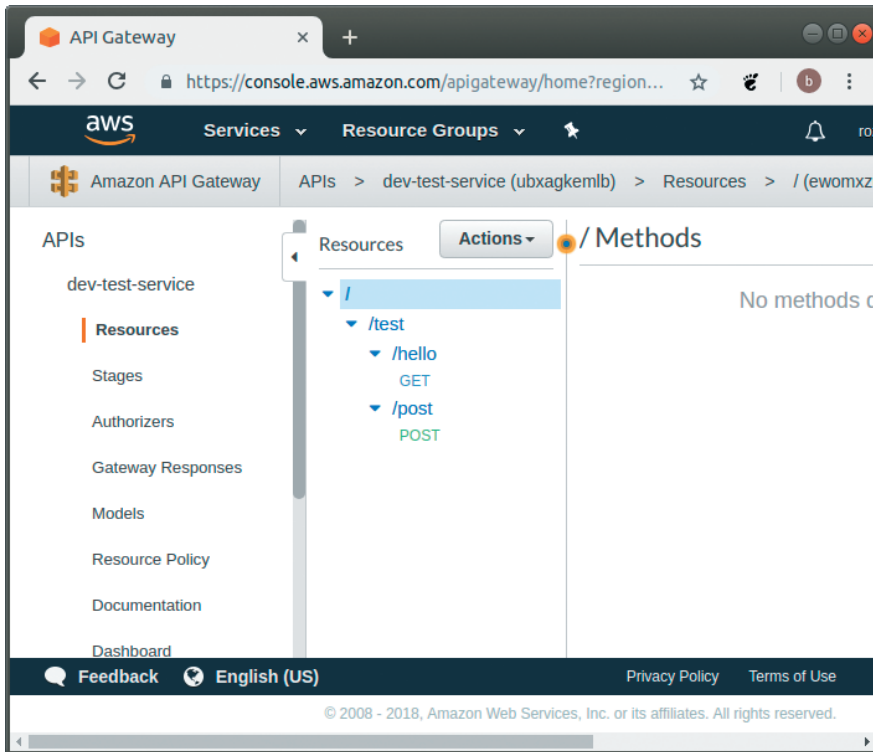 API Gateway
https://console.aws.amazon.com/apigateway/home?region...
b
aws
Services
Resource Groups
Amazon API Gateway
APIs > dev-test-service (ubxagkemlb) > Resources > / (ewomxz
APIs
dev-test-service
Resources
Stages
Authorizers
Gateway Responses
Models
Resource Policy
Documentation
Dashboard
Resources
Actions
/
/test
/hello
GET
/post
POST
/ Methods
No methods
Feedback
English (US)
Privacy Policy
Terms of Use
© 2008 - 2018, Amazon Web Services, Inc. or its affiliates. All rights reserved.